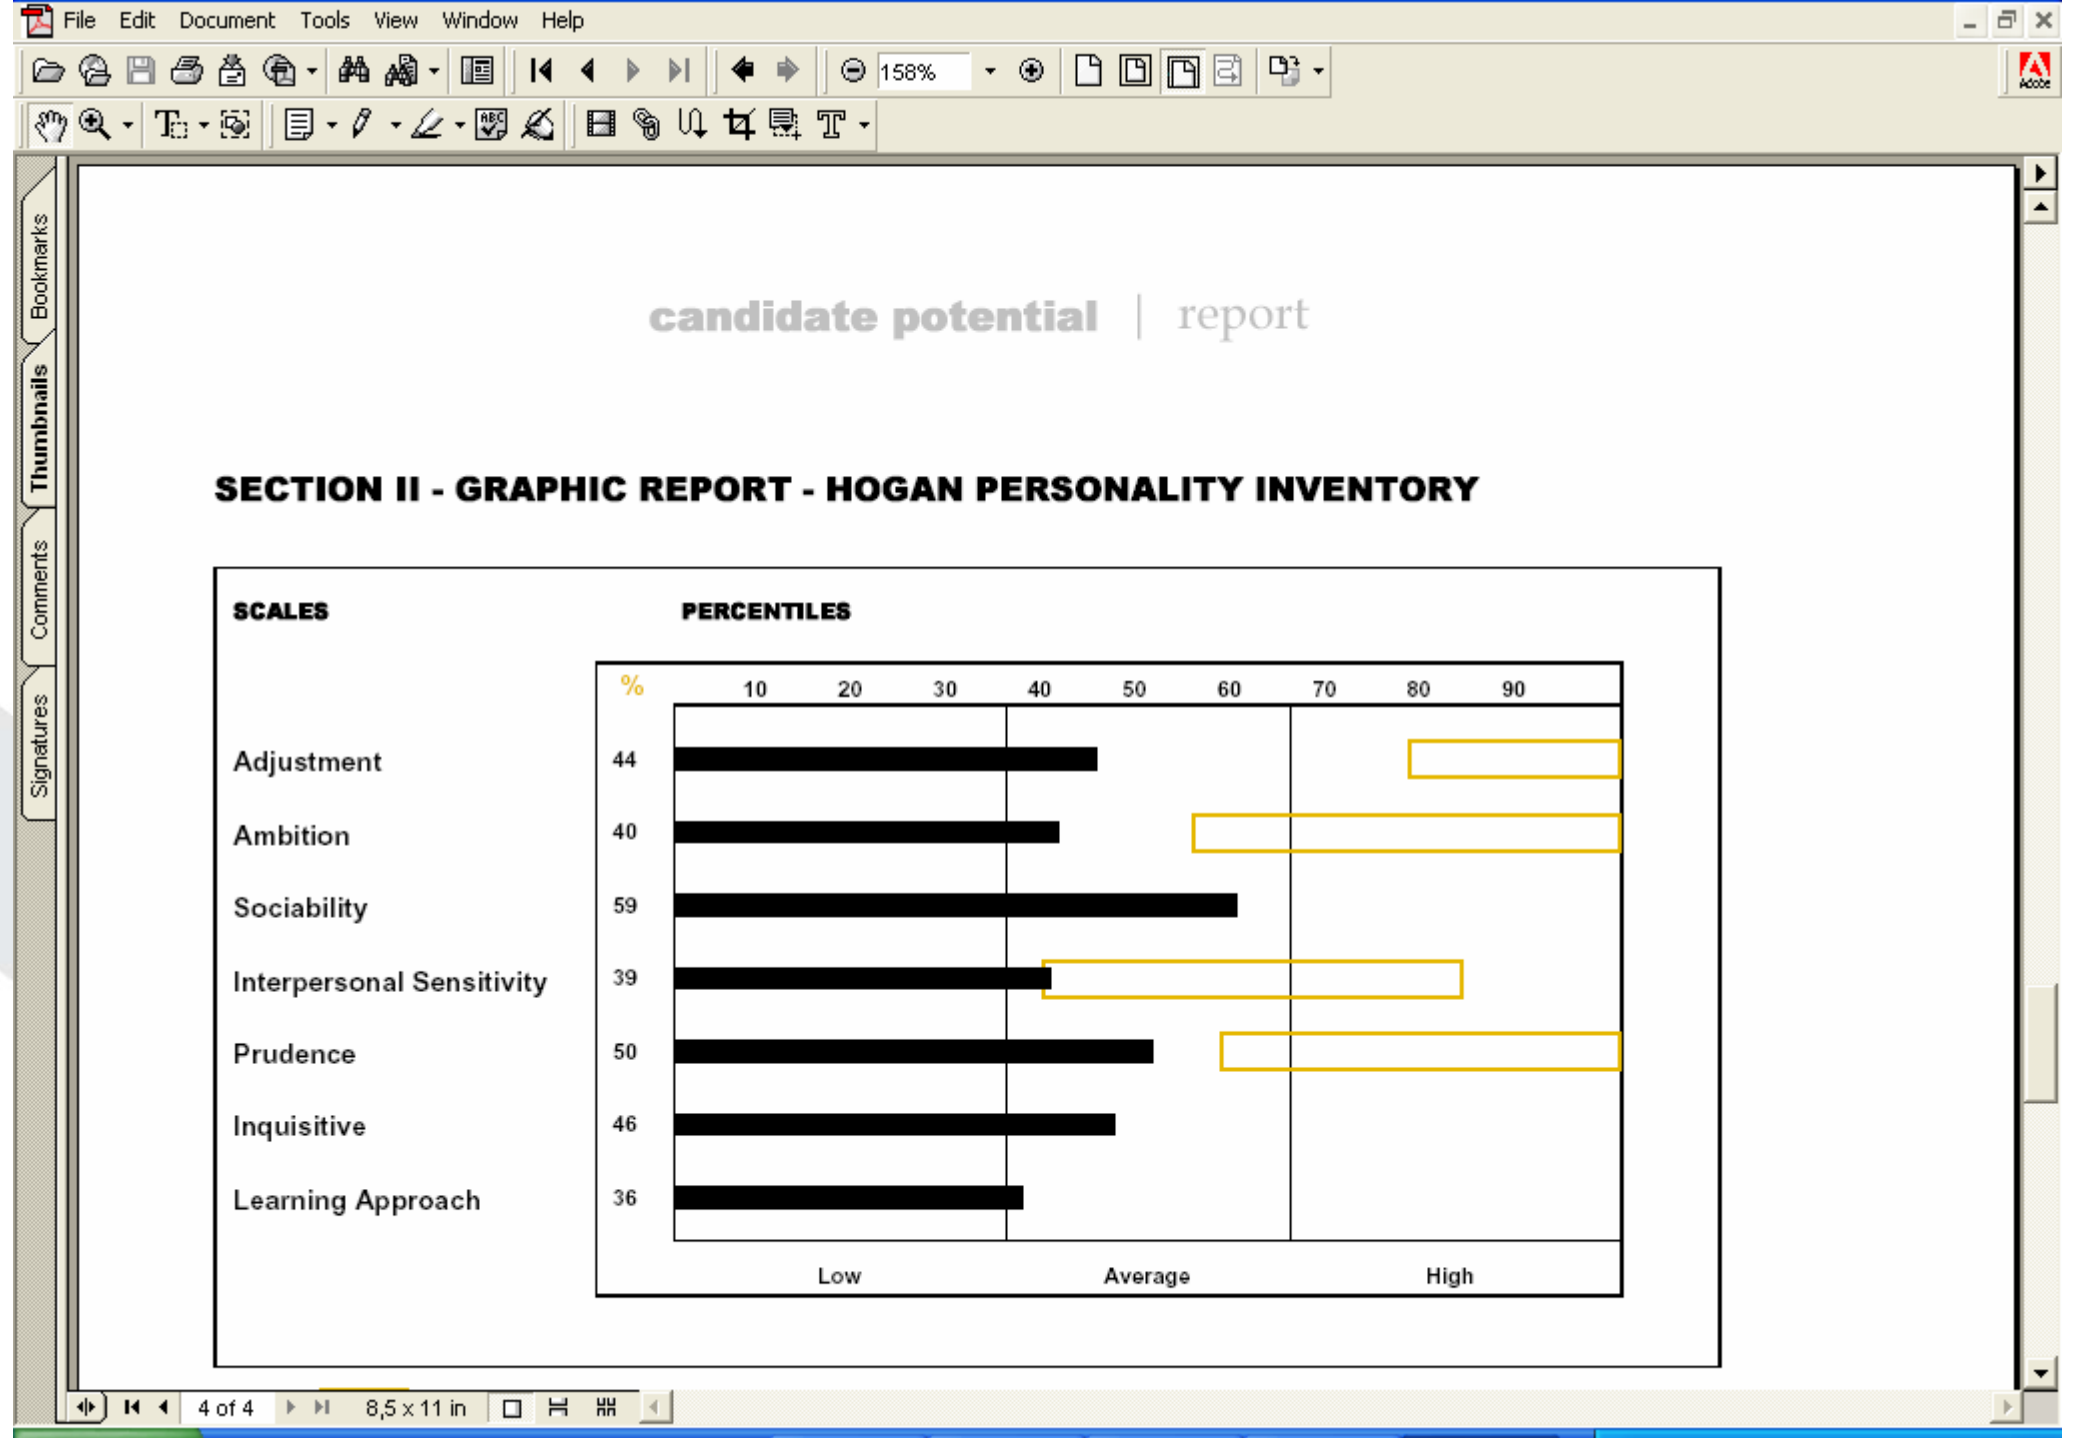 File Edit Document Tools View Window Help
158%
Adobe
Bookmarks
Thumbnails
Comments
Signatures
candidate potential | report
SECTION II - GRAPHIC REPORT - HOGAN PERSONALITY INVENTORY
SCALES PERCENTILES
% 10 20 30 40 50 60 70 80 90
Adjustment 44
Ambition 40
Sociability 59
Interpersonal Sensitivity 39
Prudence 50
Inquisitive 46
Learning Approach 36
Low Average High
4 of 4 8,5 x 11 in